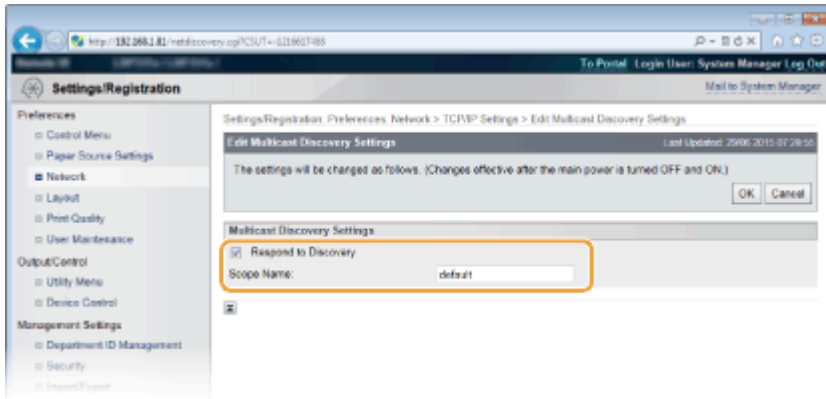 http://192.168.1.81/netdiscovery.cgi?CSUT=-1216617488
To Portal Login User: System Manager Log Out
Settings/Registration
Mail to System Manager
Preferences
Control Menu
Paper Source Settings
Network
Layout
Print Quality
User Maintenance
Output/Control
Utility Menu
Device Control
Management Settings
Department ID Management
Security
Import/Export
Settings/Registration: Preferences: Network > TCP/IP Settings > Edit Multicast Discovery Settings
Edit Multicast Discovery Settings
Last Updated: 29/06 2015 07:28:55
The settings will be changed as follows. (Changes effective after the main power is turned OFF and ON.)
OK Cancel
Multicast Discovery Settings
Respond to Discovery
Scope Name: default